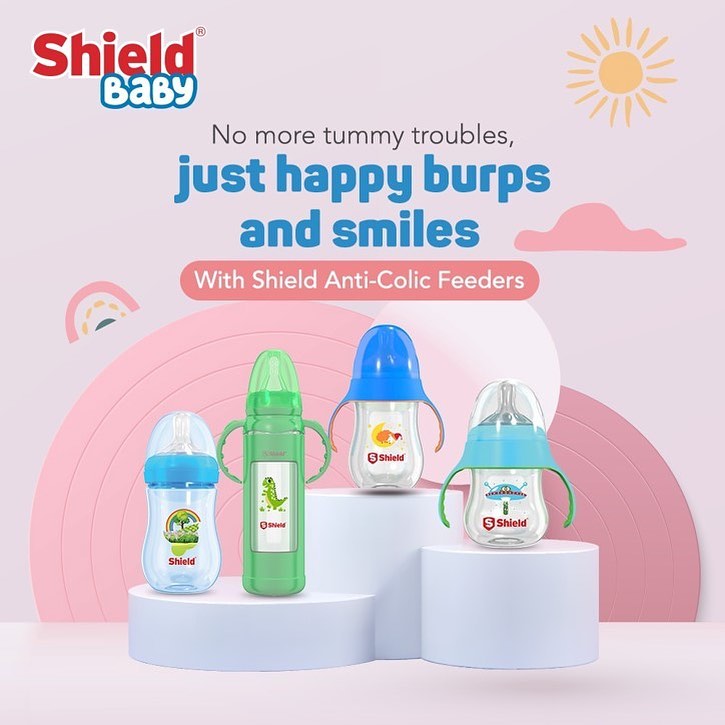 Shield®
BABY
No more tummy troubles,
just happy burps
and smiles
With Shield Anti-Colic Feeders
Shield
Shield
S Shield
S Shield
S Shield